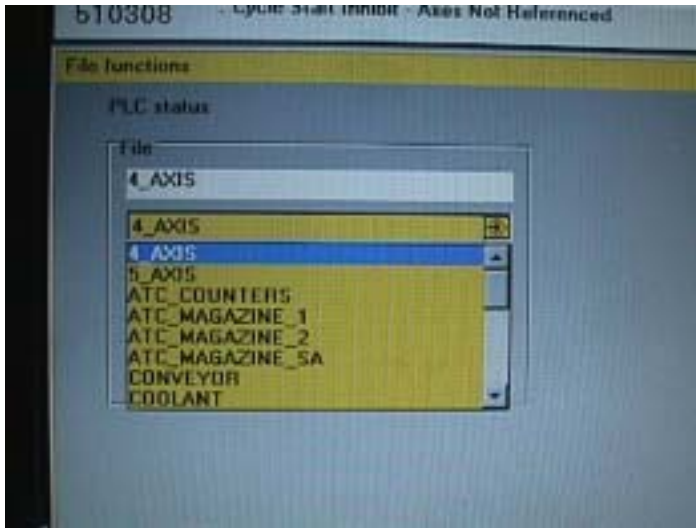 510308 . Cycle Start Inhibit - Axes Not Referenced
File functions
PLC status
File
4_AXIS
4_AXIS
4_AXIS
5_AXIS
ATC_COUNTERS
ATC_MAGAZINE_1
ATC_MAGAZINE_2
ATC_MAGAZINE_SA
CONVEYOR
COOLANT